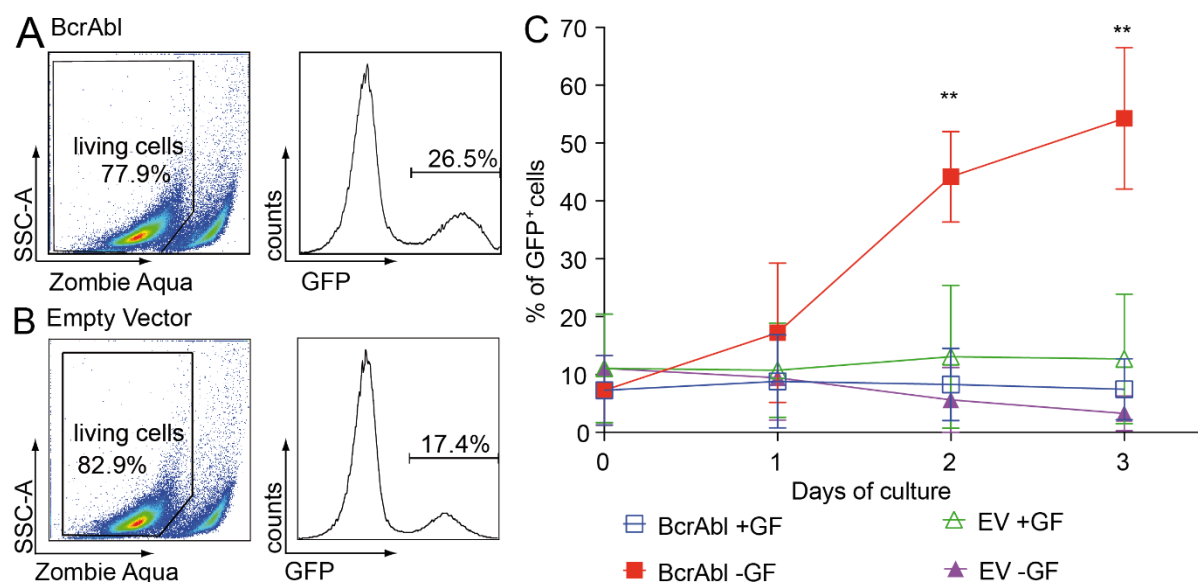 A BcrAbl
living cells
77.9%
SSC-A
Zombie Aqua
26.5%
counts
GFP
B Empty Vector
living cells
82.9%
SSC-A
Zombie Aqua
17.4%
counts
GFP
C
70
60
50
40
30
20
10
0
% of GFP⁺ cells
**
**
0 1 2 3
Days of culture
BcrAbl +GF
EV +GF
BcrAbl -GF
EV -GF